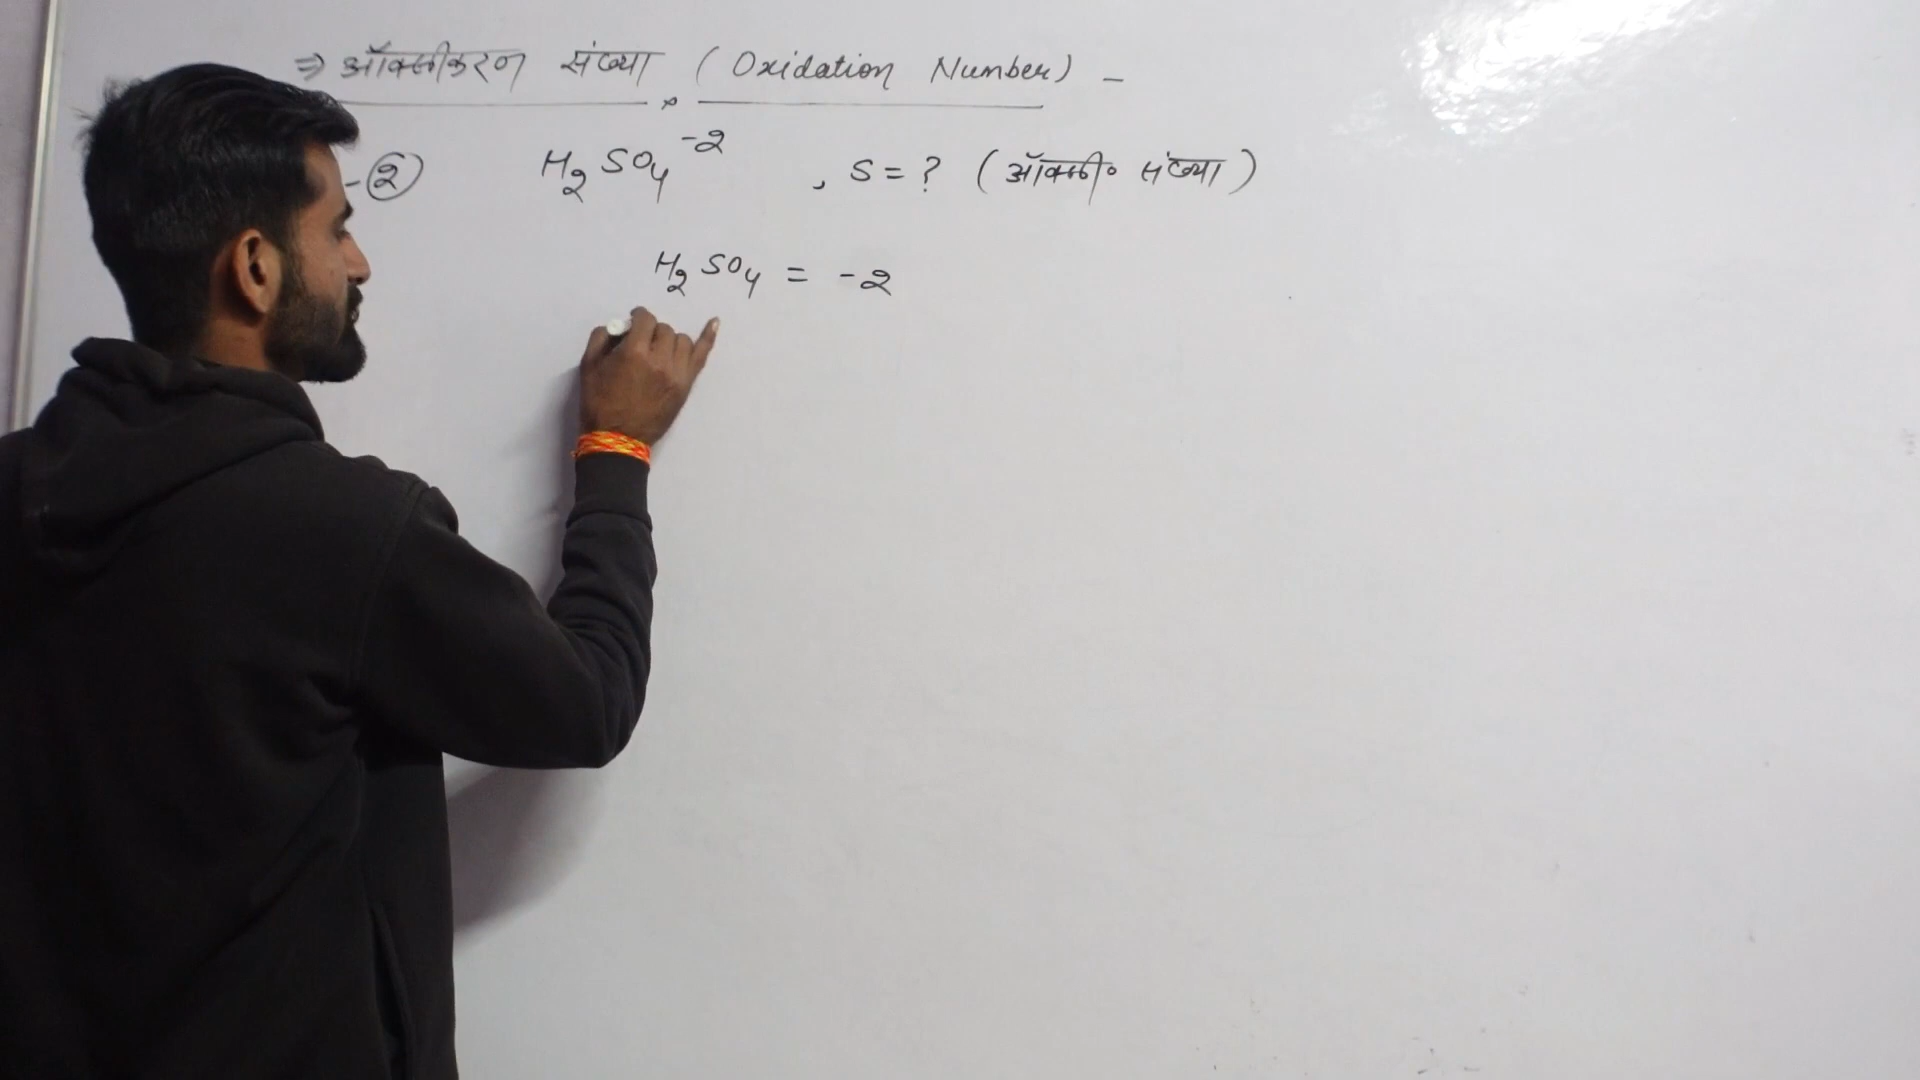 ⇒ ऑक्सीकरण संख्या ( Oxidation Number ) –
-② H₂SO₄⁻² , S = ? ( ऑक्सी॰ संख्या )
H₂SO₄ = -2